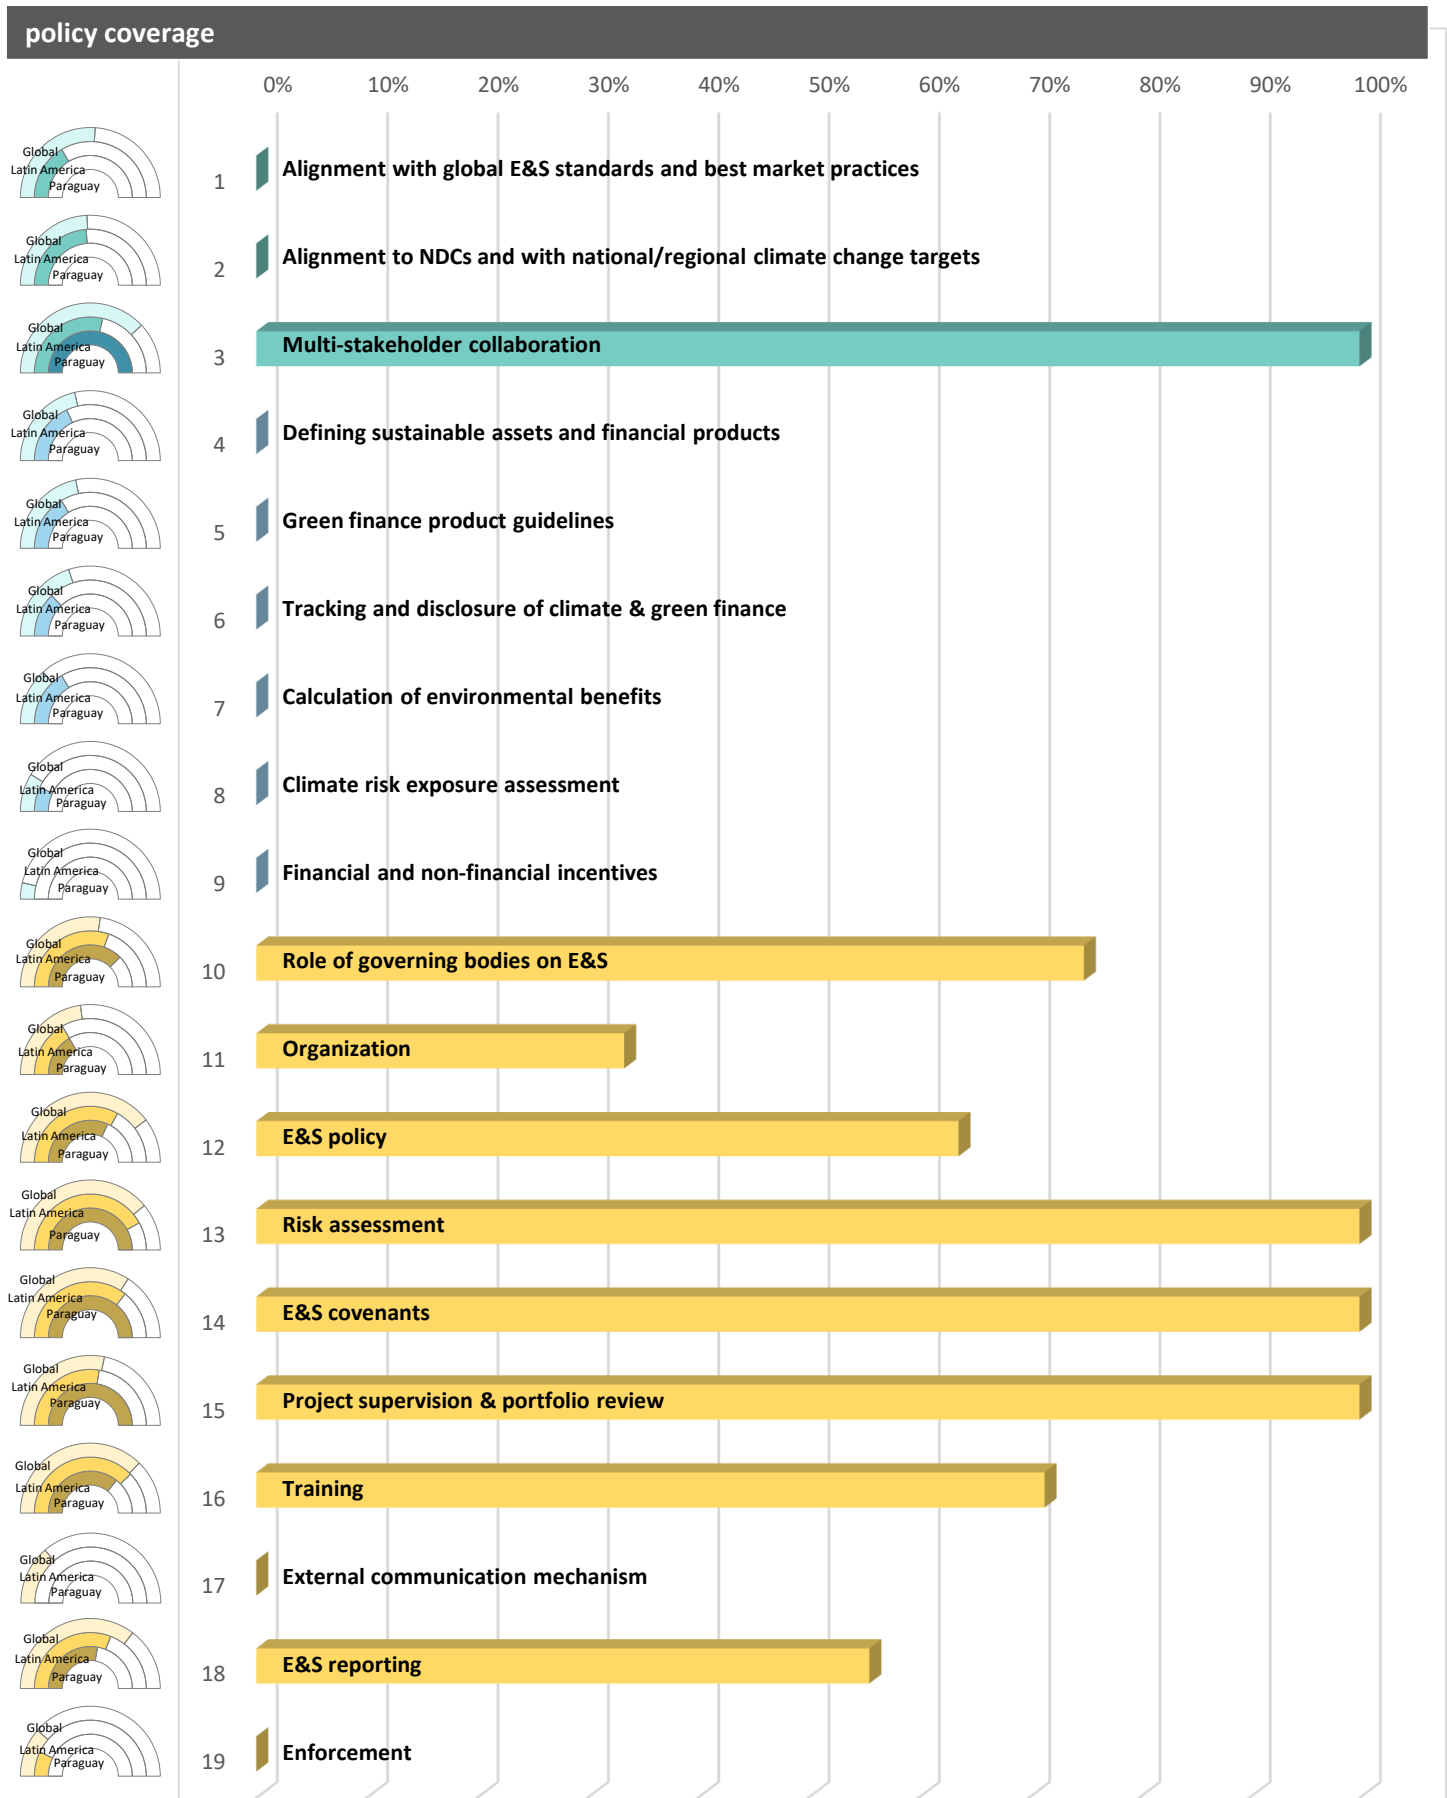 policy coverage
0% 10% 20% 30% 40% 50% 60% 70% 80% 90% 100%
Global
Latin America
Paraguay
1 Alignment with global E&S standards and best market practices
Global
Latin America
Paraguay
2 Alignment to NDCs and with national/regional climate change targets
Global
Latin America
Paraguay
3 Multi-stakeholder collaboration
Global
Latin America
Paraguay
4 Defining sustainable assets and financial products
Global
Latin America
Paraguay
5 Green finance product guidelines
Global
Latin America
Paraguay
6 Tracking and disclosure of climate & green finance
Global
Latin America
Paraguay
7 Calculation of environmental benefits
Global
Latin America
Paraguay
8 Climate risk exposure assessment
Global
Latin America
Paraguay
9 Financial and non-financial incentives
Global
Latin America
Paraguay
10 Role of governing bodies on E&S
Global
Latin America
Paraguay
11 Organization
Global
Latin America
Paraguay
12 E&S policy
Global
Latin America
Paraguay
13 Risk assessment
Global
Latin America
Paraguay
14 E&S covenants
Global
Latin America
Paraguay
15 Project supervision & portfolio review
Global
Latin America
Paraguay
16 Training
Global
Latin America
Paraguay
17 External communication mechanism
Global
Latin America
Paraguay
18 E&S reporting
Global
Latin America
Paraguay
19 Enforcement